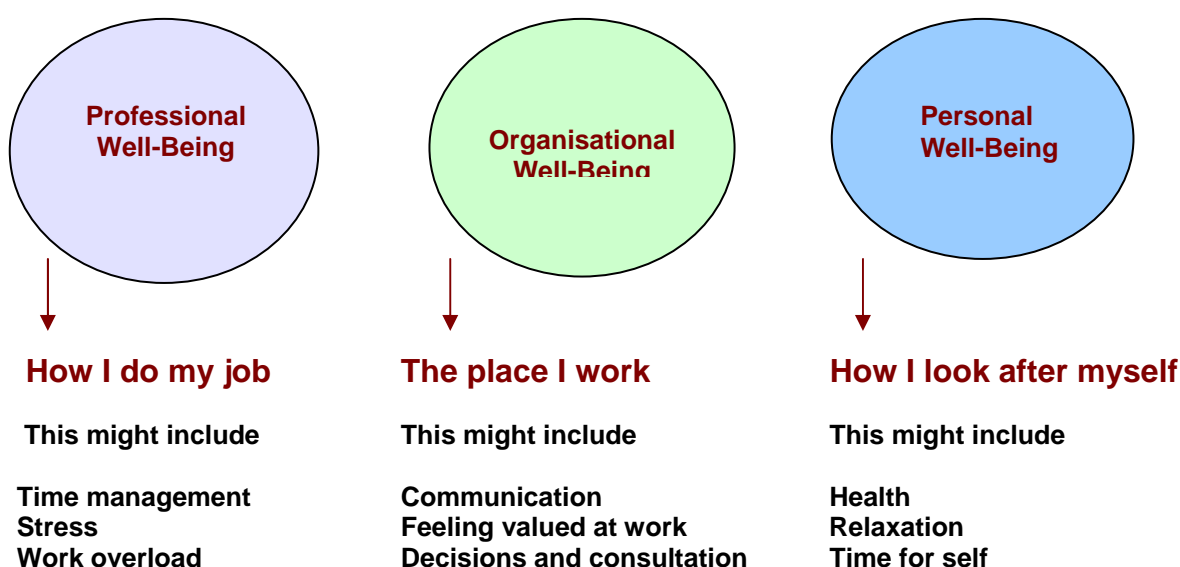 Professional
Well-Being
Organisational
Well-Being
Personal
Well-Being
How I do my job
The place I work
How I look after myself
This might include
This might include
This might include
Time management
Stress
Work overload
Communication
Feeling valued at work
Decisions and consultation
Health
Relaxation
Time for self